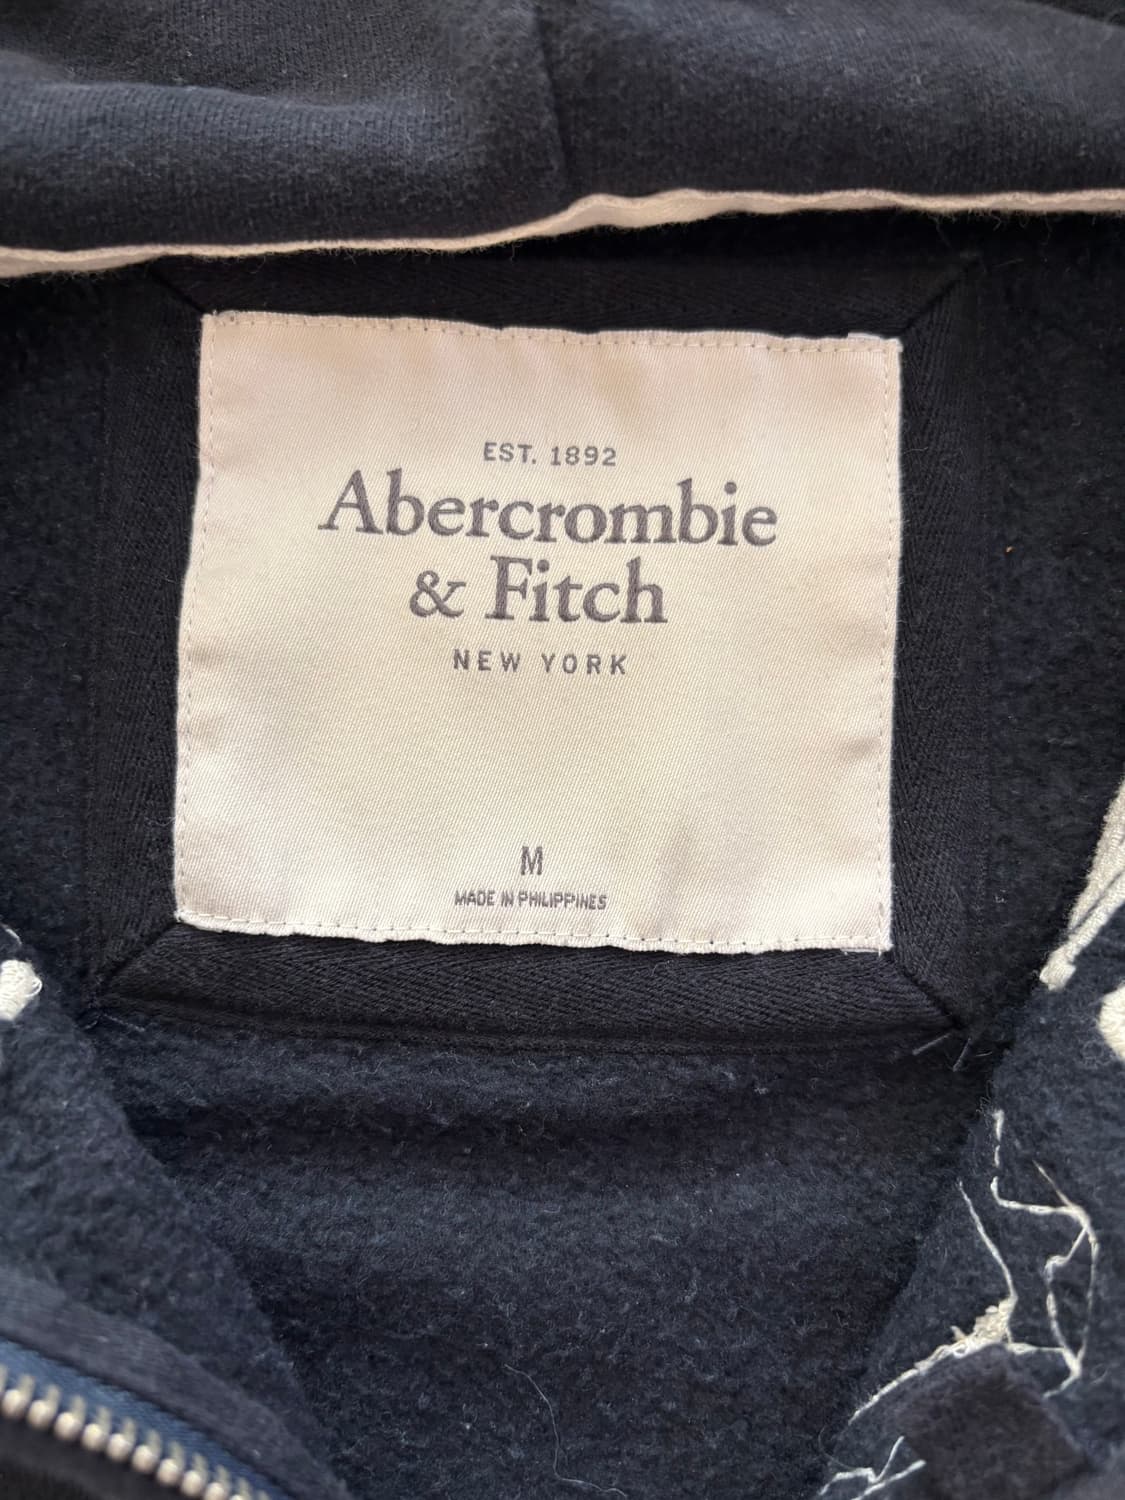 EST. 1892
Abercrombie
& Fitch
NEW YORK
M
MADE IN PHILIPPINES